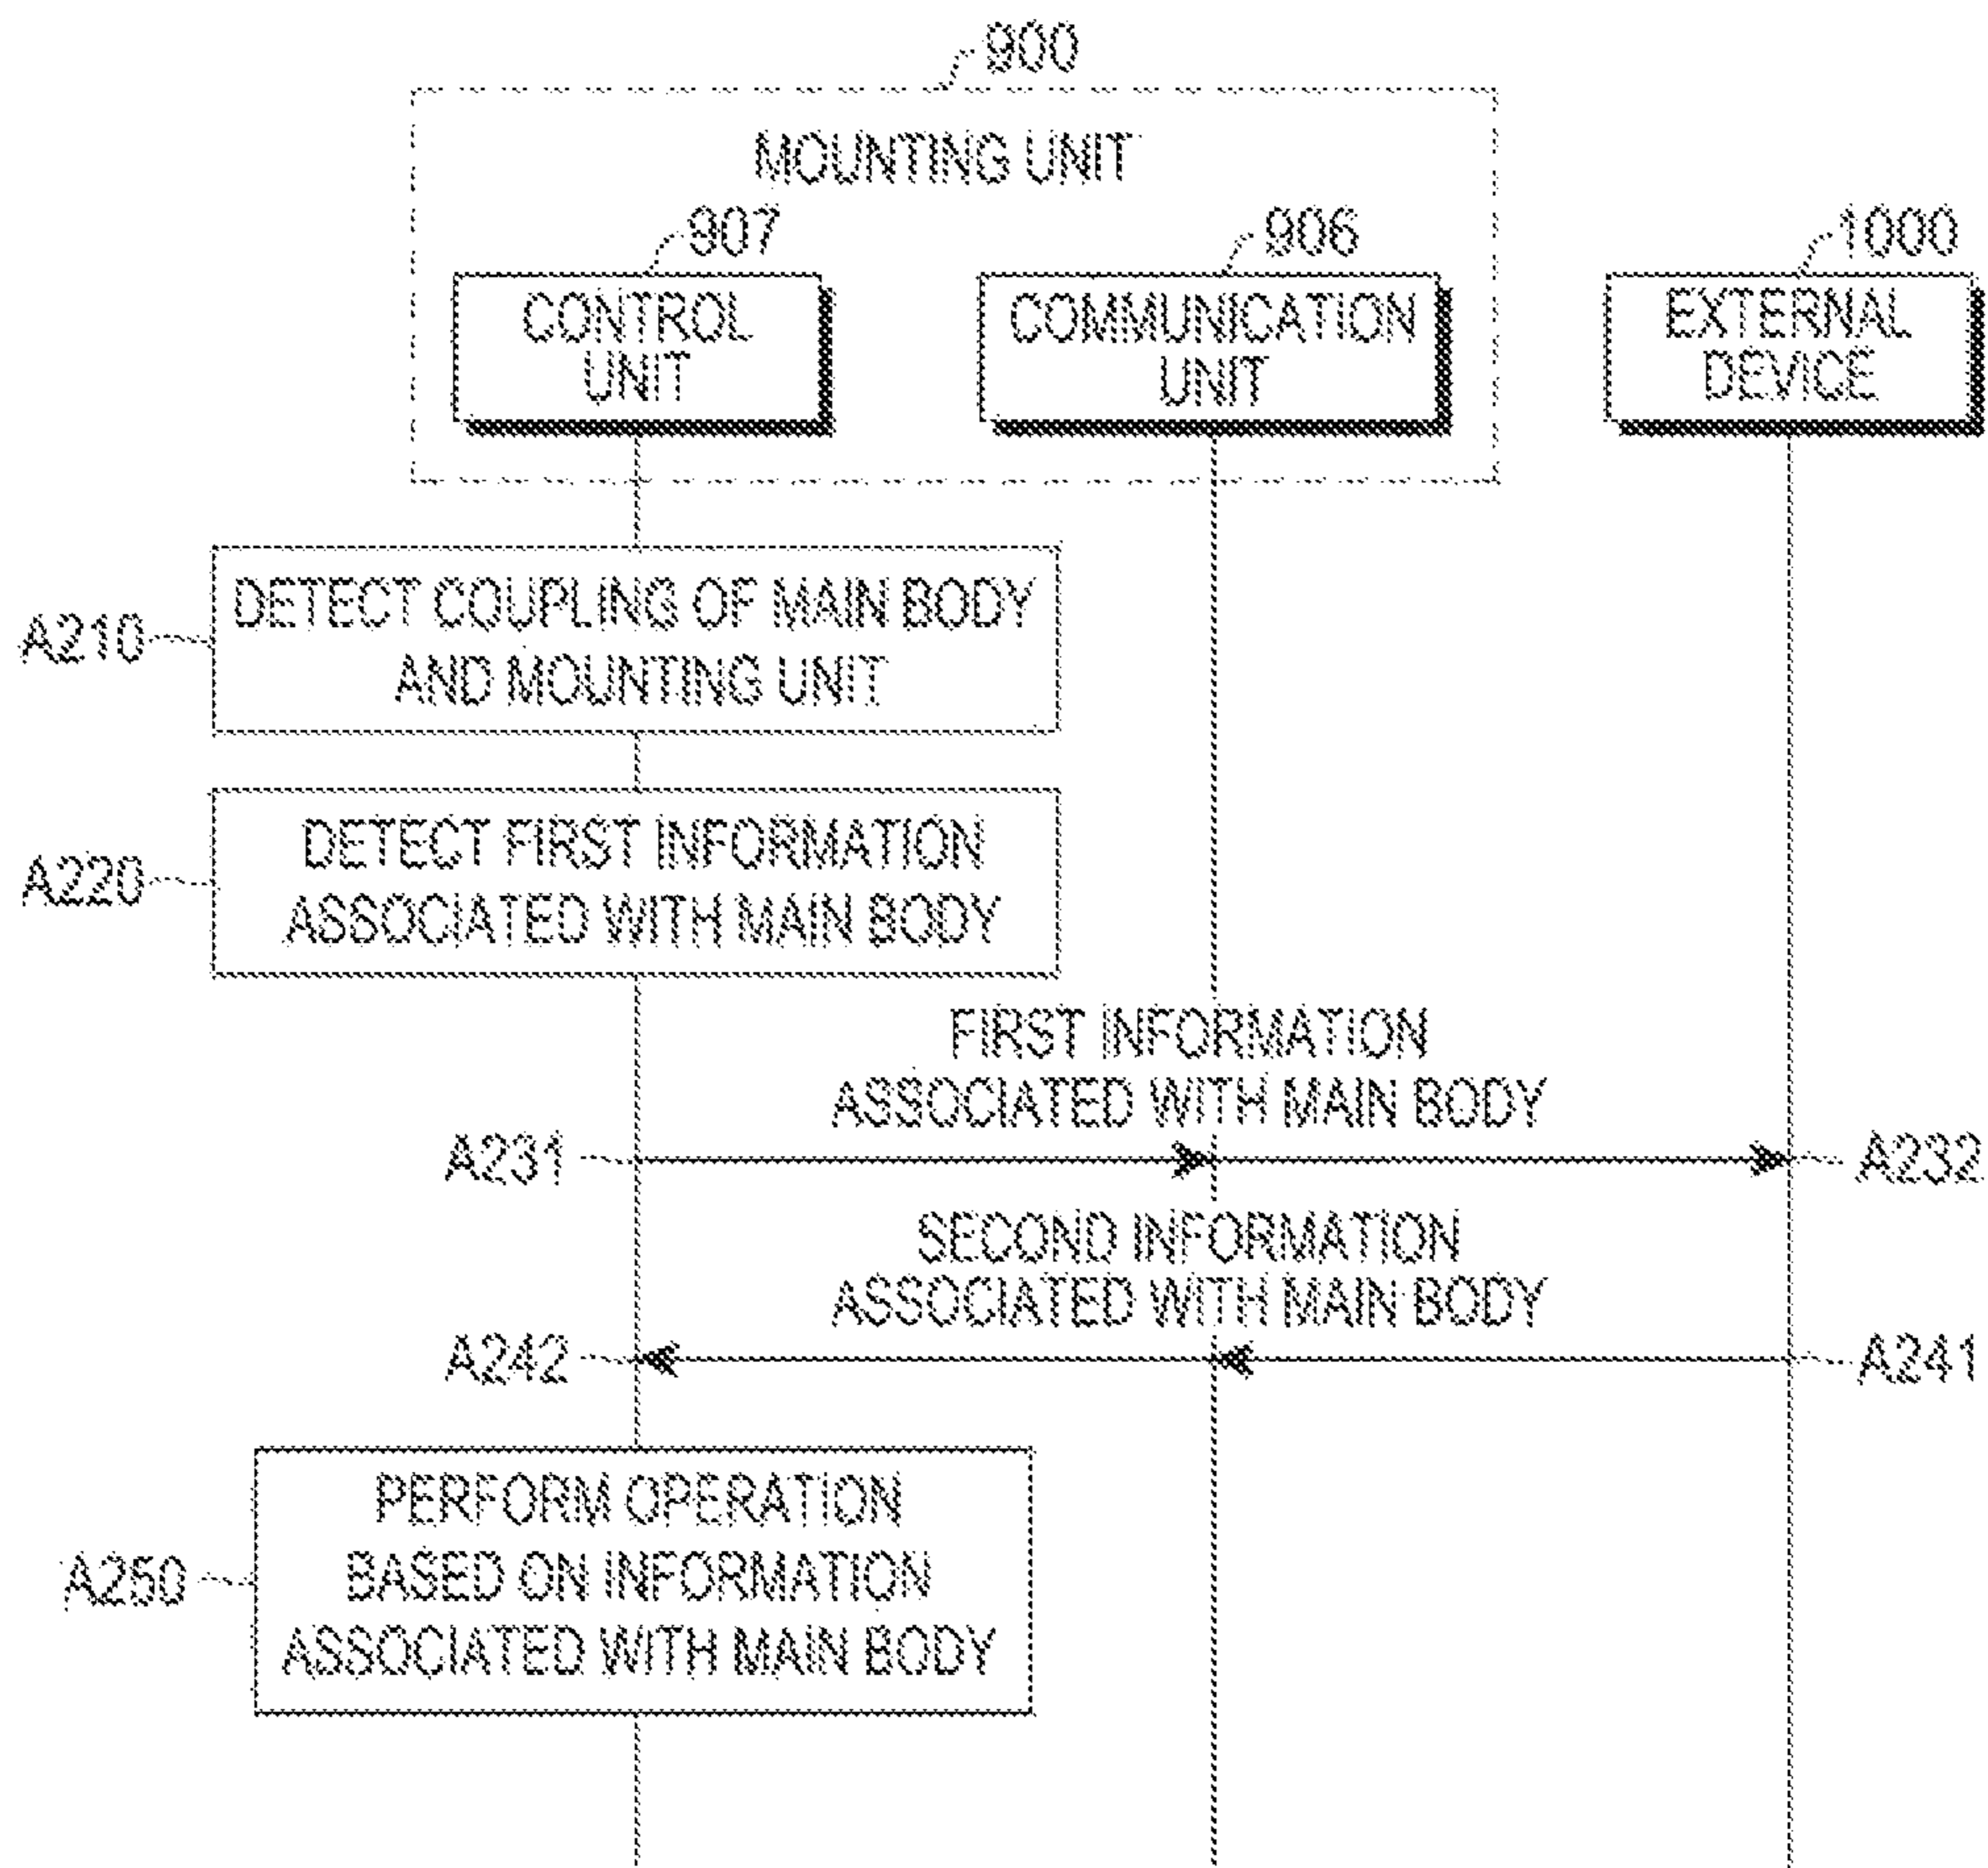 900
MOUNTING UNIT
907
906
1000
CONTROL
UNIT
COMMUNICATION
UNIT
EXTERNAL
DEVICE
A210
DETECT COUPLING OF MAIN BODY
AND MOUNTING UNIT
A220
DETECT FIRST INFORMATION
ASSOCIATED WITH MAIN BODY
FIRST INFORMATION
ASSOCIATED WITH MAIN BODY
A231
A232
SECOND INFORMATION
ASSOCIATED WITH MAIN BODY
A242
A241
A250
PERFORM OPERATION
BASED ON INFORMATION
ASSOCIATED WITH MAIN BODY